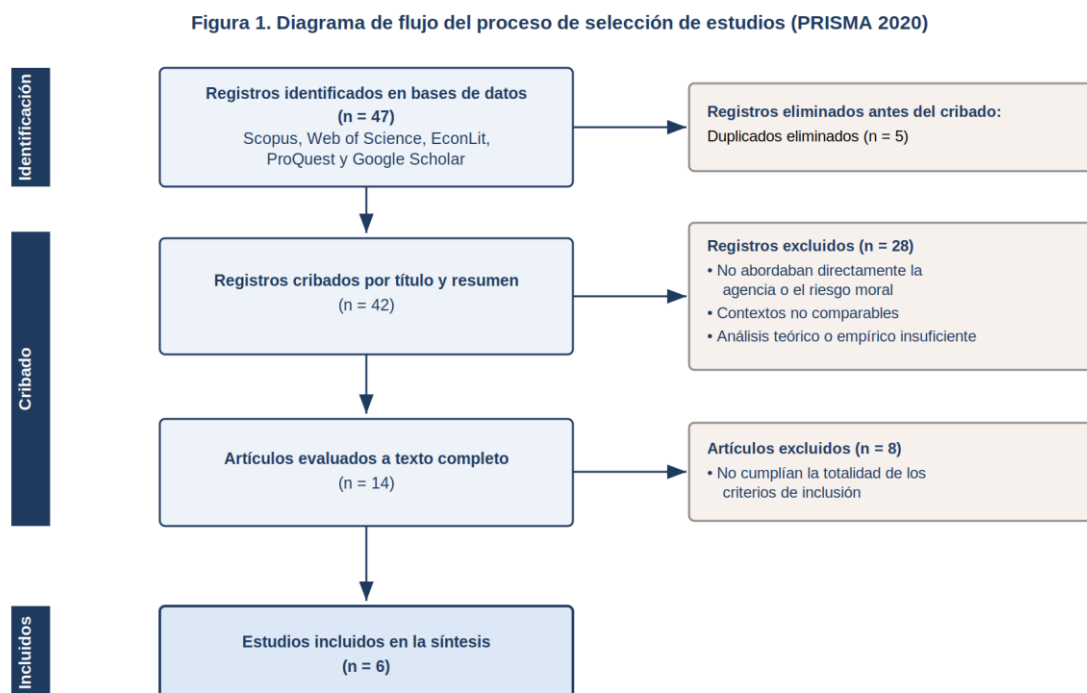 Figura 1. Diagrama de flujo del proceso de selección de estudios (PRISMA 2020)
Identificación
Registros identificados en bases de datos
(n = 47)
Scopus, Web of Science, EconLit,
ProQuest y Google Scholar
Registros eliminados antes del cribado:
Duplicados eliminados (n = 5)
Cribado
Registros cribados por título y resumen
(n = 42)
Registros excluidos (n = 28)
• No abordaban directamente la
agencia o el riesgo moral
• Contextos no comparables
• Análisis teórico o empírico insuficiente
Artículos evaluados a texto completo
(n = 14)
Artículos excluidos (n = 8)
• No cumplían la totalidad de los
criterios de inclusión
Incluidos
Estudios incluidos en la síntesis
(n = 6)